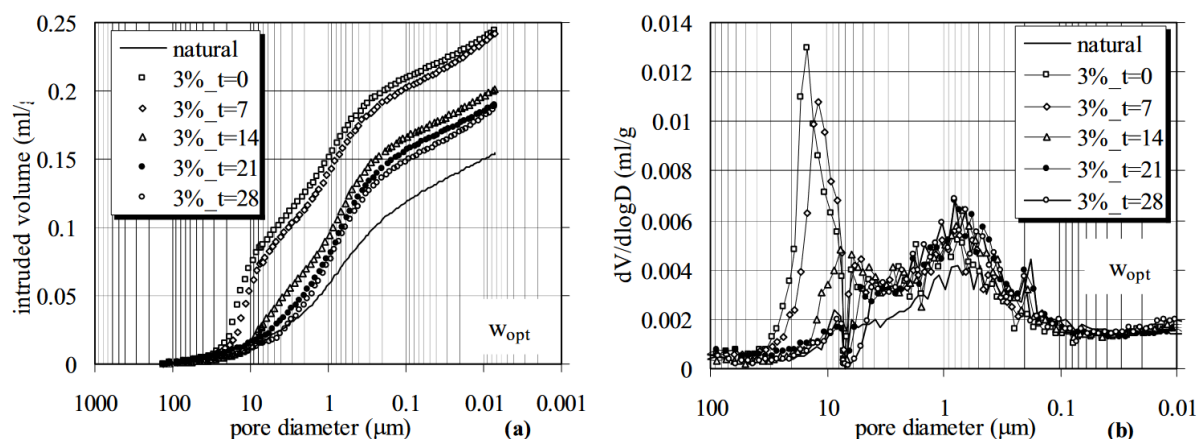 intruded volume (ml/
0.25
0.2
0.15
0.1
0.05
0
natural
3%_t=0
3%_t=7
3%_t=14
3%_t=21
3%_t=28
Wopt
1000 100 10 1 0.1 0.01 0.001
pore diameter (μm)
(a)
dV/dlogD (ml/g)
0.014
0.012
0.010
0.008
0.006
0.004
0.002
0
natural
3%_t=0
3%_t=7
3%_t=14
3%_t=21
3%_t=28
Wopt
100 10 1 0.1 0.01
pore diameter (μm)
(b)